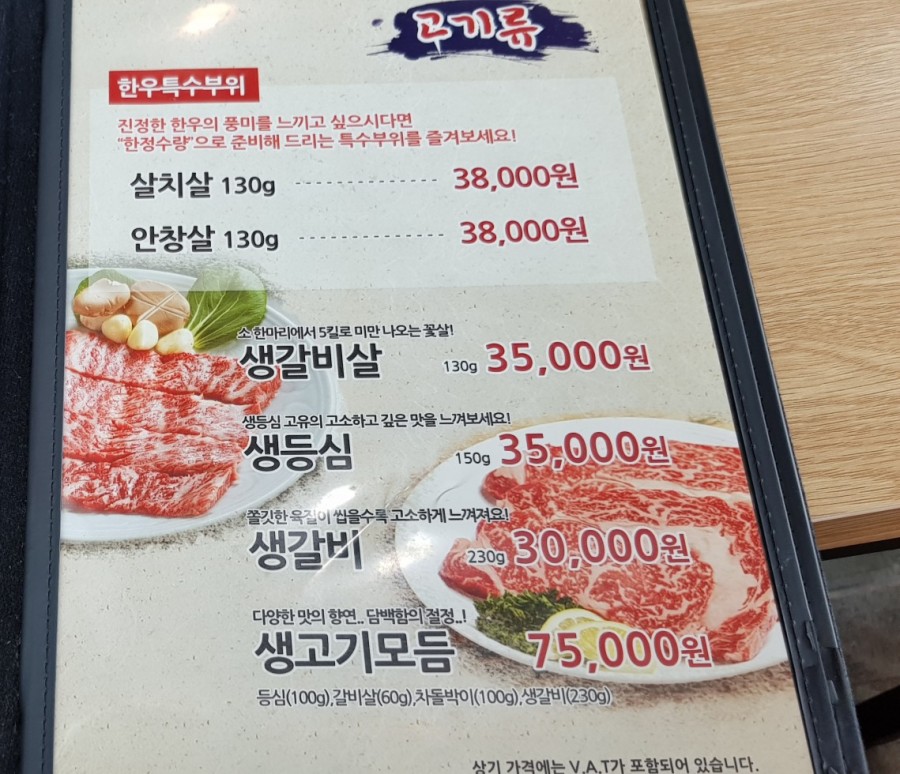 고기류
한우특수부위
진정한 한우의 풍미를 느끼고 싶으시다면
"한정수량"으로 준비해 드리는 특수부위를 즐겨보세요!
살치살 130g ---------------- 38,000원
안창살 130g ---------------- 38,000원
소 한마리에서 5킬로 미만 나오는 꽃살!
생갈비살 130g 35,000원
생등심 고유의 고소하고 깊은 맛을 느껴보세요!
생등심 150g 35,000원
쫄깃한 육질이 씹을수록 고소하게 느껴져요!
생갈비 230g 30,000원
다양한 맛의 향연.. 담백함의 절정..!
생고기모듬 75,000원
등심(100g),갈비살(60g),차돌박이(100g),생갈비(230g)
상기 가격에는 V.A.T가 포함되어 있습니다.